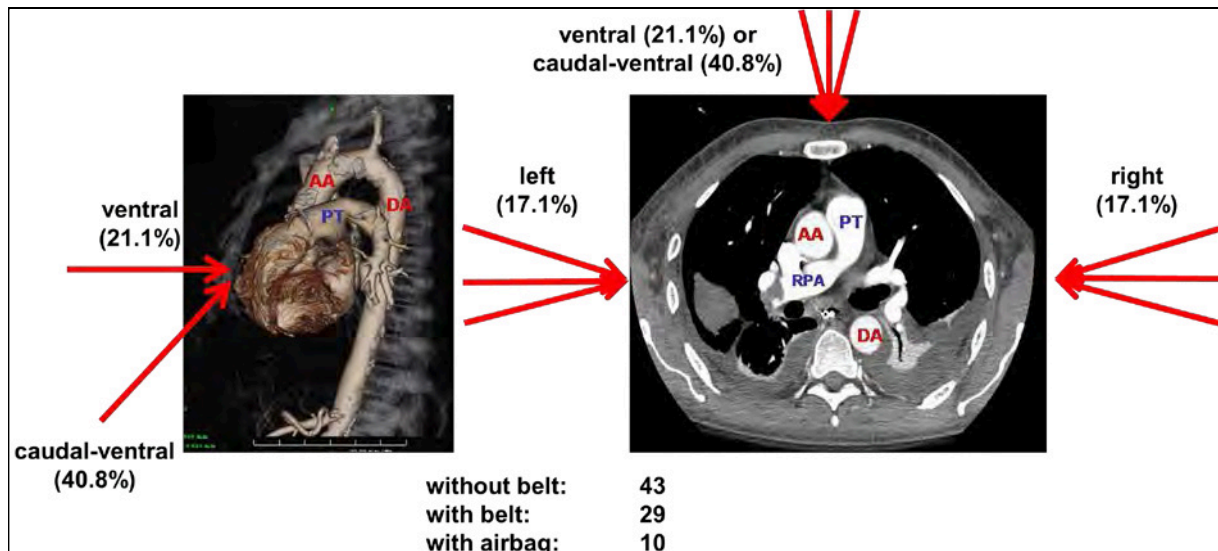 ventral (21.1%) or
caudal-ventral (40.8%)
AA
DA
PT
ventral
(21.1%)
left
(17.1%)
right
(17.1%)
AA
PT
RPA
DA
caudal-ventral
(40.8%)
without belt: 43
with belt: 29
with airbag: 10